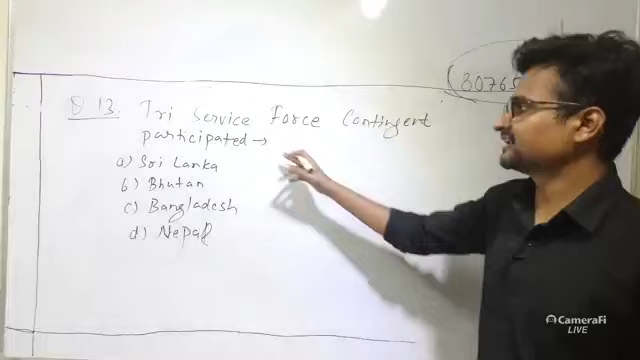 80765
Q 13. Tri Service Force Contingent
participated →
a) Sri Lanka
b) Bhutan
c) Bangladesh
d) Nepal
CameraFi
LIVE